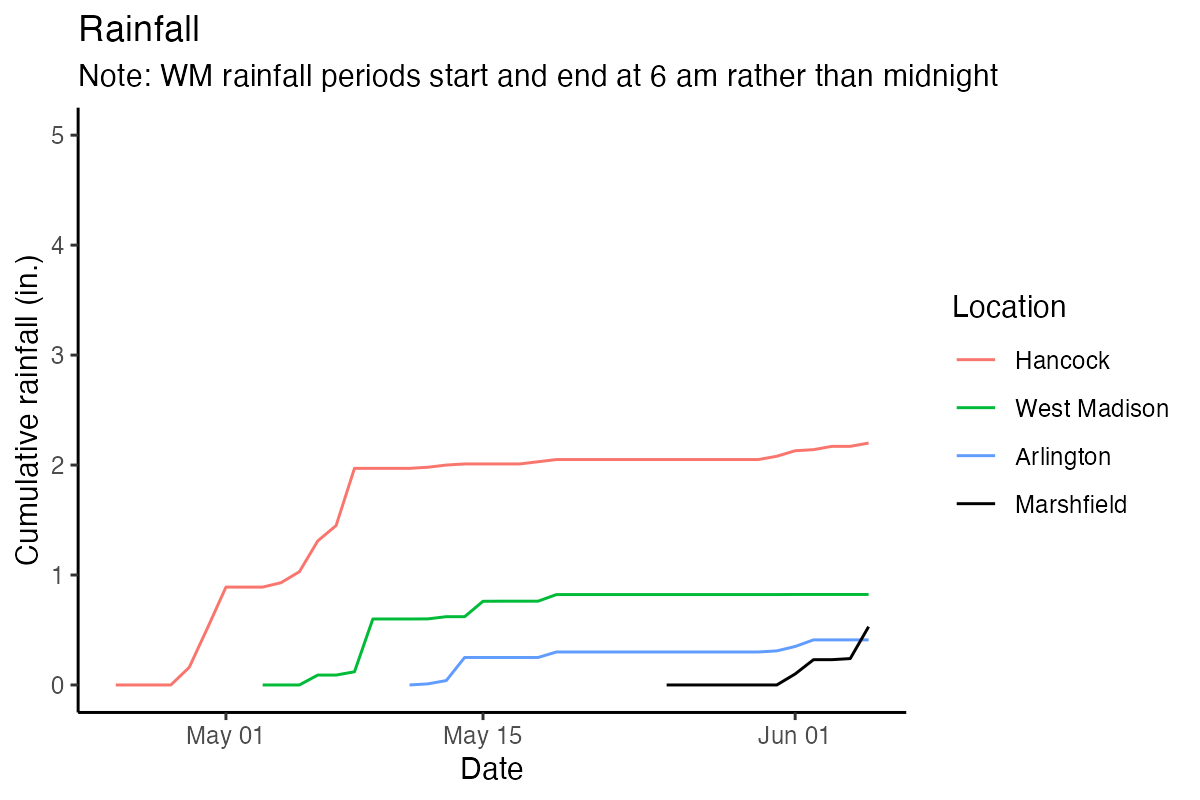 Rainfall
Note: WM rainfall periods start and end at 6 am rather than midnight
Cumulative rainfall (in.)
5
4
3
2
1
0
May 01
May 15
Jun 01
Date
Location
Hancock
West Madison
Arlington
Marshfield